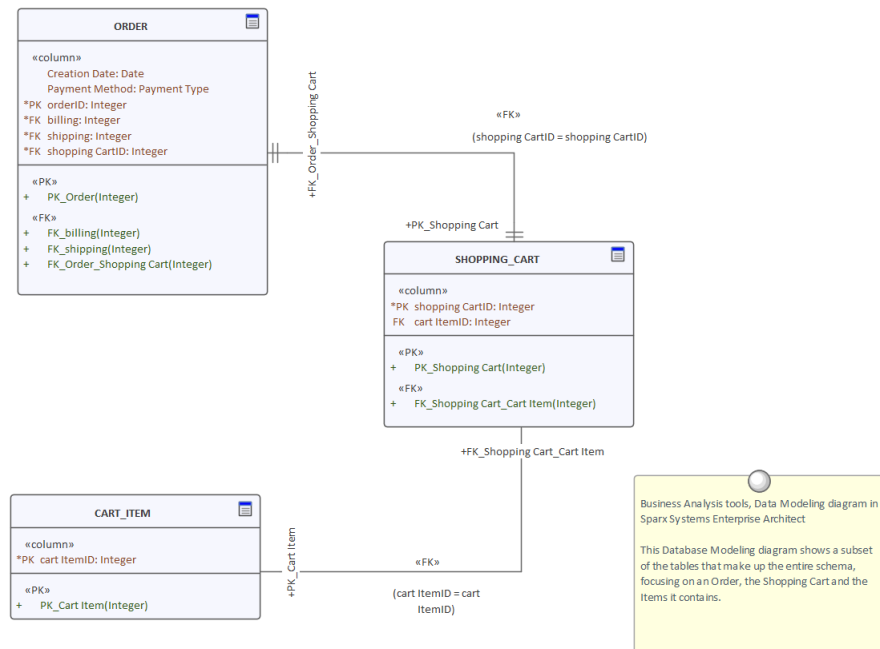 ORDER
«column»
Creation Date: Date
Payment Method: Payment Type
*PK orderID: Integer
*FK billing: Integer
*FK shipping: Integer
*FK shopping CartID: Integer
«PK»
+ PK_Order(Integer)
«FK»
+ FK_billing(Integer)
+ FK_shipping(Integer)
+ FK_Order_Shopping Cart(Integer)
+FK_Order_Shopping Cart
«FK»
(shopping CartID = shopping CartID)
+PK_Shopping Cart
SHOPPING_CART
«column»
*PK shopping CartID: Integer
FK cart ItemID: Integer
«PK»
+ PK_Shopping Cart(Integer)
«FK»
+ FK_Shopping Cart_Cart Item(Integer)
+FK_Shopping Cart_Cart Item
CART_ITEM
«column»
*PK cart ItemID: Integer
«PK»
+ PK_Cart Item(Integer)
+PK_Cart Item
«FK»
(cart ItemID = cart
ItemID)
Business Analysis tools, Data Modeling diagram in
Sparx Systems Enterprise Architect
This Database Modeling diagram shows a subset
of the tables that make up the entire schema,
focusing on an Order, the Shopping Cart and the
Items it contains.